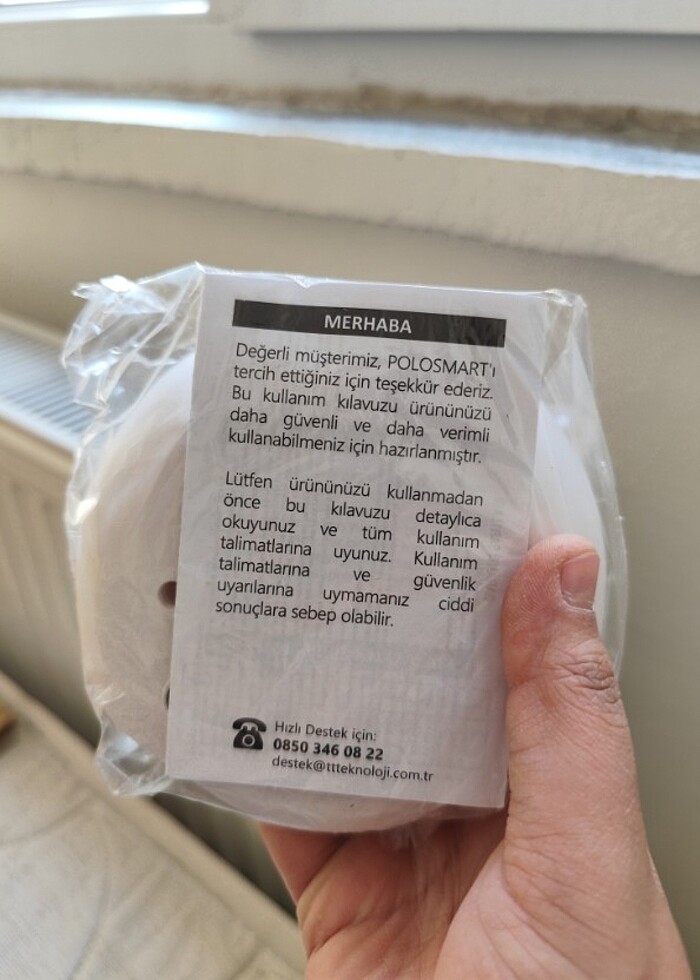 MERHABA
Değerli müşterimiz, POLOSMART'ı
tercih ettiğiniz için teşekkür ederiz.
Bu kullanım kılavuzu ürününüzü
daha güvenli ve daha verimli
kullanabilmeniz için hazırlanmıştır.
Lütfen ürününüzü kullanmadan
önce bu kılavuzu detaylıca
okuyunuz ve tüm kullanım
talimatlarına uyunuz. Kullanım
talimatlarına ve güvenlik
uyarılarına uymamanız ciddi
sonuçlara sebep olabilir.
Hızlı Destek için:
0850 346 08 22
destek@ttteknoloji.com.tr